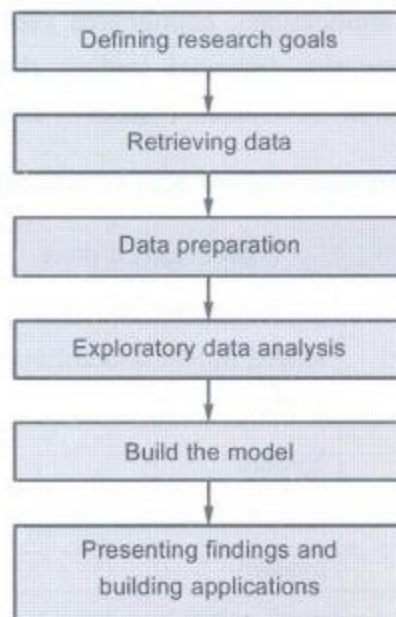 Defining research goals
Retrieving data
Data preparation
Exploratory data analysis
Build the model
Presenting findings and
building applications